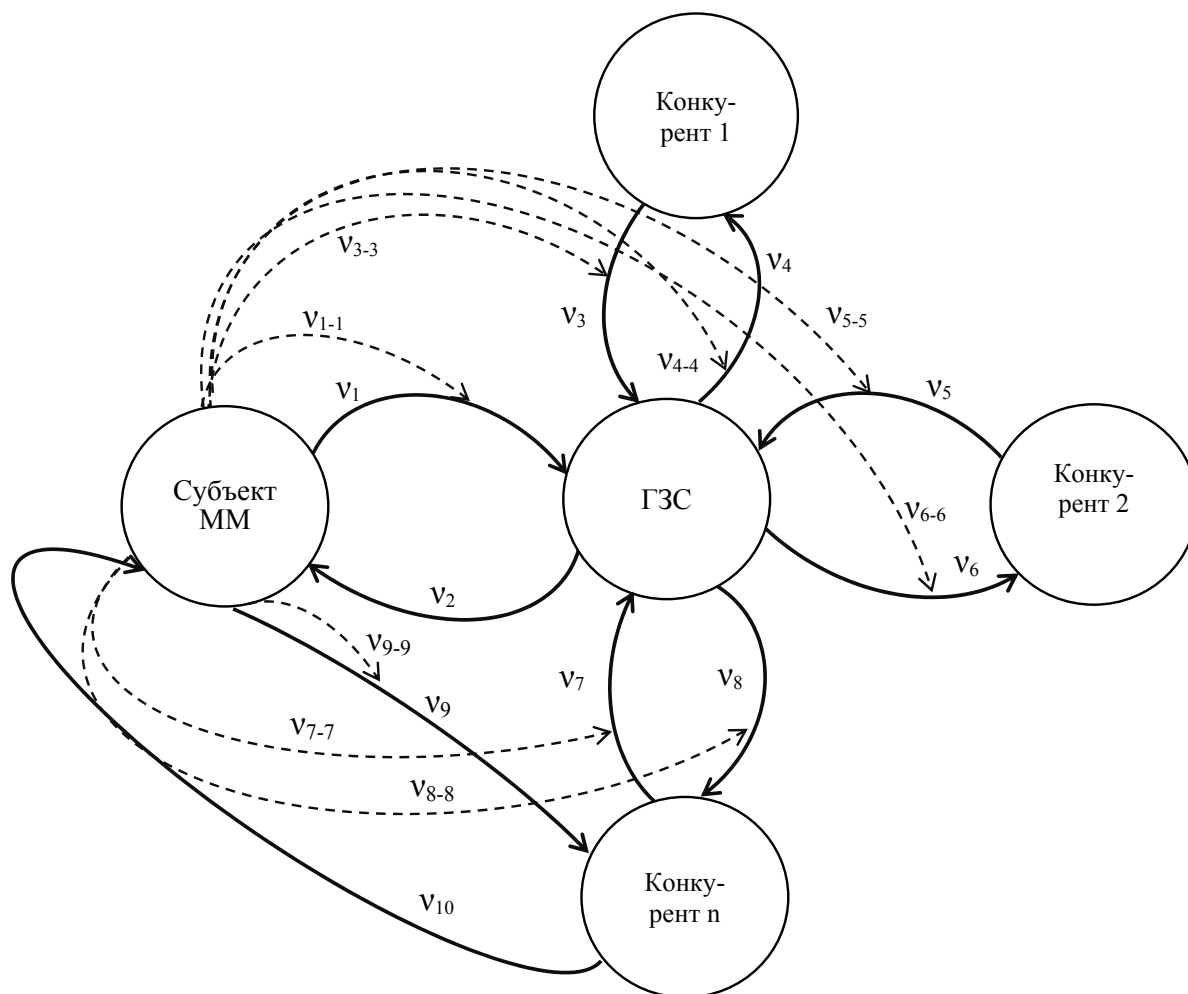 Конку-
рент 1
ν3-3
ν4
ν1-1
ν3
ν5-5
ν4-4
ν1
ν5
Субъект
ММ
ГЗС
Конку-
рент 2
ν6-6
ν6
ν2
ν9-9
ν7
ν8
ν9
ν7-7
ν8-8
Конку-
рент n
ν10